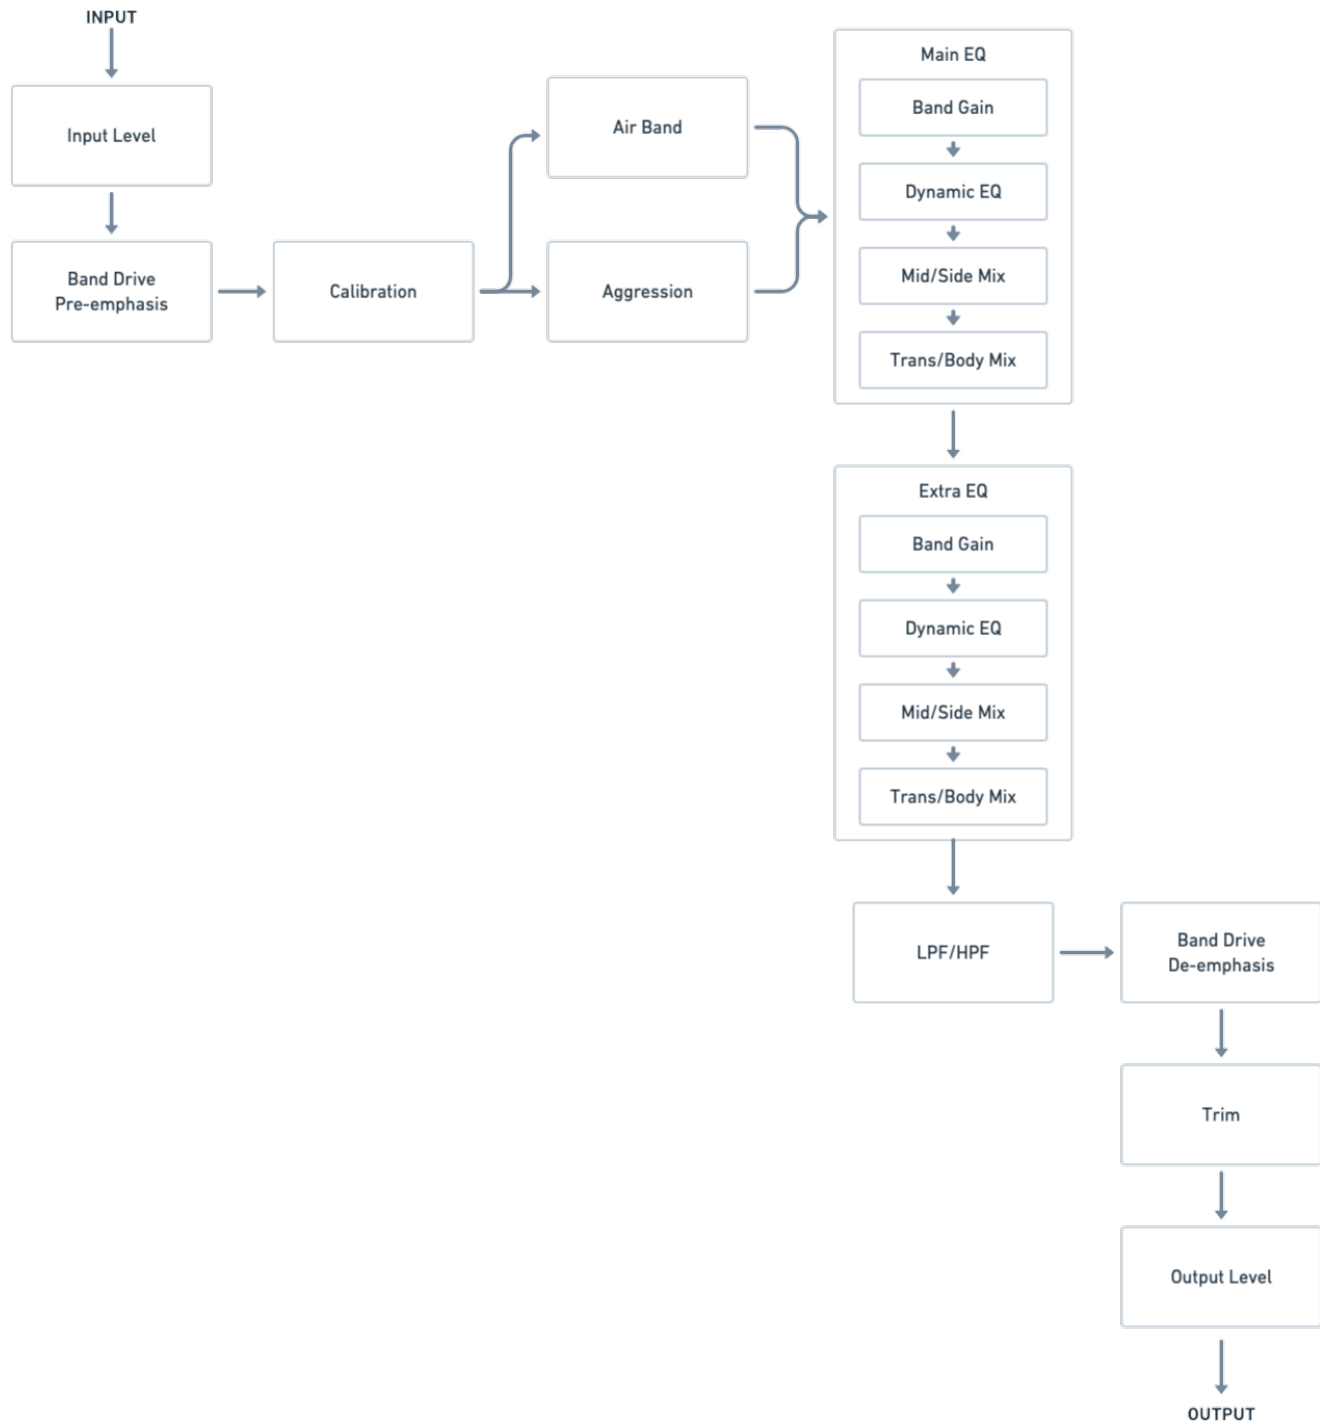 INPUT
Input Level
Band Drive
Pre-emphasis
Calibration
Air Band
Aggression
Main EQ
Band Gain
Dynamic EQ
Mid/Side Mix
Trans/Body Mix
Extra EQ
Band Gain
Dynamic EQ
Mid/Side Mix
Trans/Body Mix
LPF/HPF
Band Drive
De-emphasis
Trim
Output Level
OUTPUT